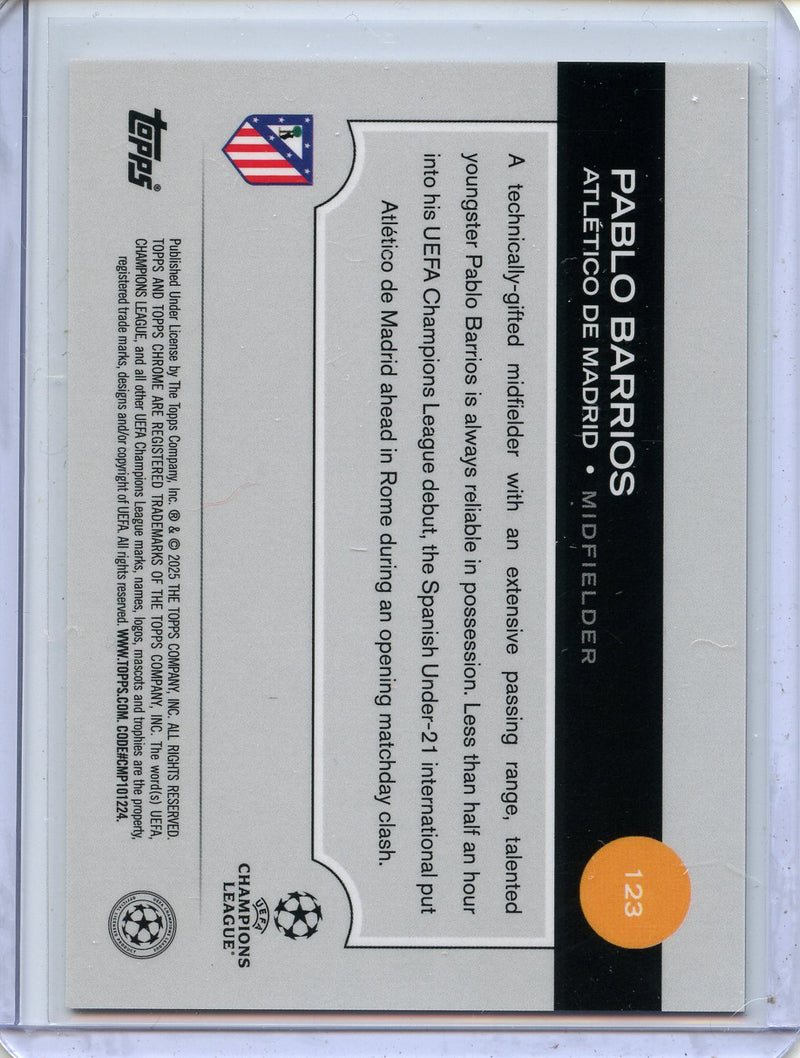 PABLO BARRIOS
ATLÉTICO DE MADRID • MIDFIELDER
123
A technically-gifted midfielder with an extensive passing range, talented
youngster Pablo Barrios is always reliable in possession. Less than half an hour
into his UEFA Champions League debut, the Spanish Under-21 international put
Atlético de Madrid ahead in Rome during an opening matchday clash.
UEFA
CHAMPIONS
LEAGUE®
topps®
Published Under License by The Topps Company, Inc. ® & © 2025 THE TOPPS COMPANY, INC. ALL RIGHTS RESERVED.
TOPPS AND TOPPS CHROME ARE REGISTERED TRADEMARKS OF THE TOPPS COMPANY, INC. The word(s) UEFA,
CHAMPIONS LEAGUE, and all other UEFA Champions League marks, names, logos, mascots and trophies are the property,
registered trade marks, designs and/or copyright of UEFA. All rights reserved. WWW.TOPPS.COM. CODE#CMP101224.